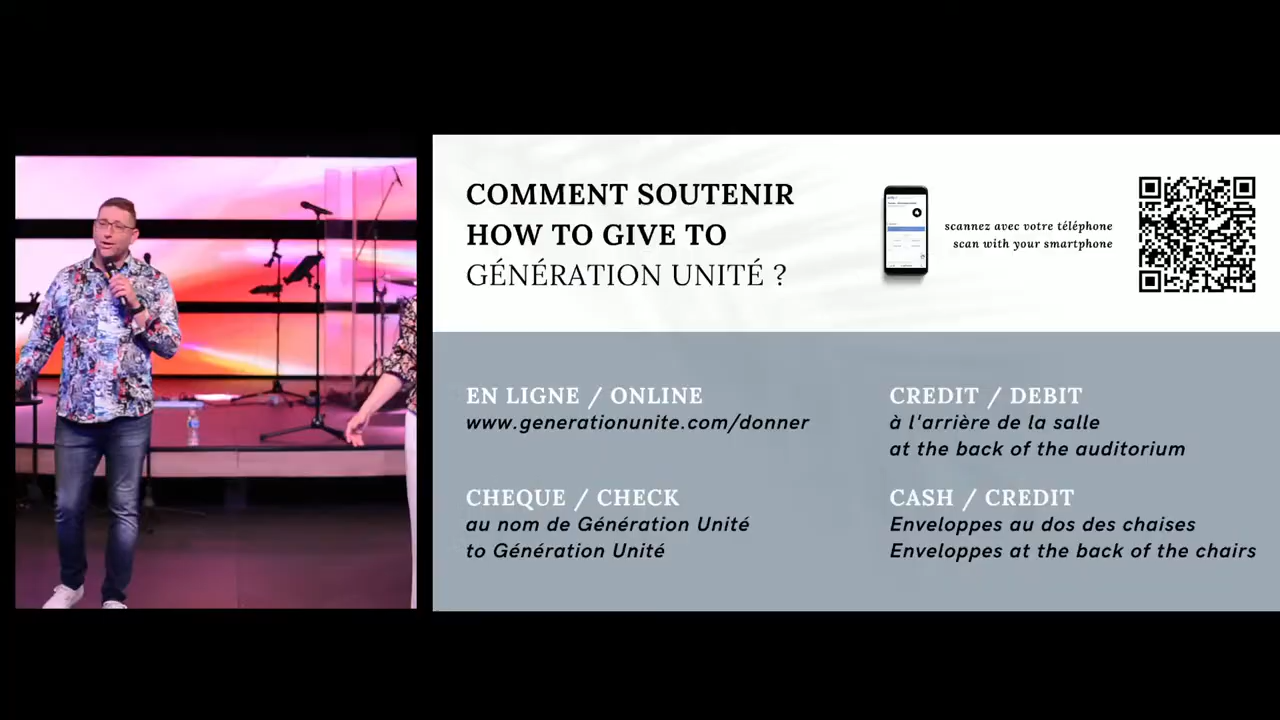 COMMENT SOUTENIR
HOW TO GIVE TO
GÉNÉRATION UNITÉ ?
scannez avec votre téléphone
scan with your smartphone
EN LIGNE / ONLINE
www.generationunite.com/donner
CHEQUE / CHECK
au nom de Génération Unité
to Génération Unité
CREDIT / DEBIT
à l'arrière de la salle
at the back of the auditorium
CASH / CREDIT
Enveloppes au dos des chaises
Enveloppes at the back of the chairs